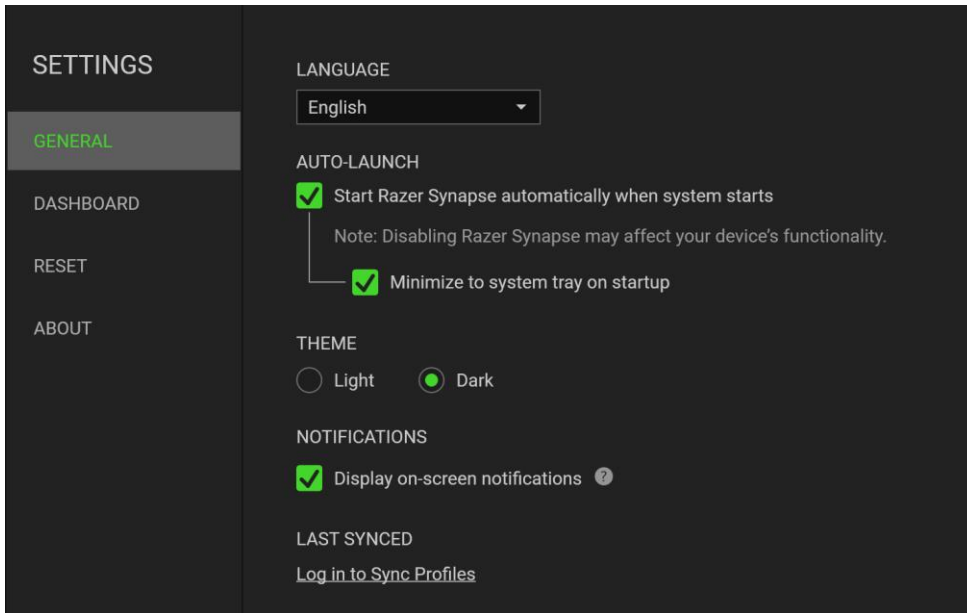 SETTINGS
GENERAL
DASHBOARD
RESET
ABOUT
LANGUAGE
English
AUTO-LAUNCH
Start Razer Synapse automatically when system starts
Note: Disabling Razer Synapse may affect your device’s functionality.
Minimize to system tray on startup
THEME
Light Dark
NOTIFICATIONS
Display on-screen notifications ?
LAST SYNCED
Log in to Sync Profiles